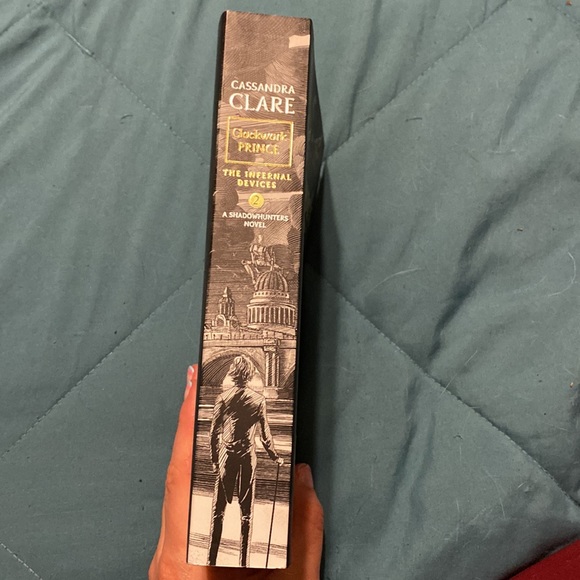 CASSANDRA
CLARE
Clockwork
PRINCE
THE INFERNAL
DEVICES
2
A SHADOWHUNTERS
NOVEL